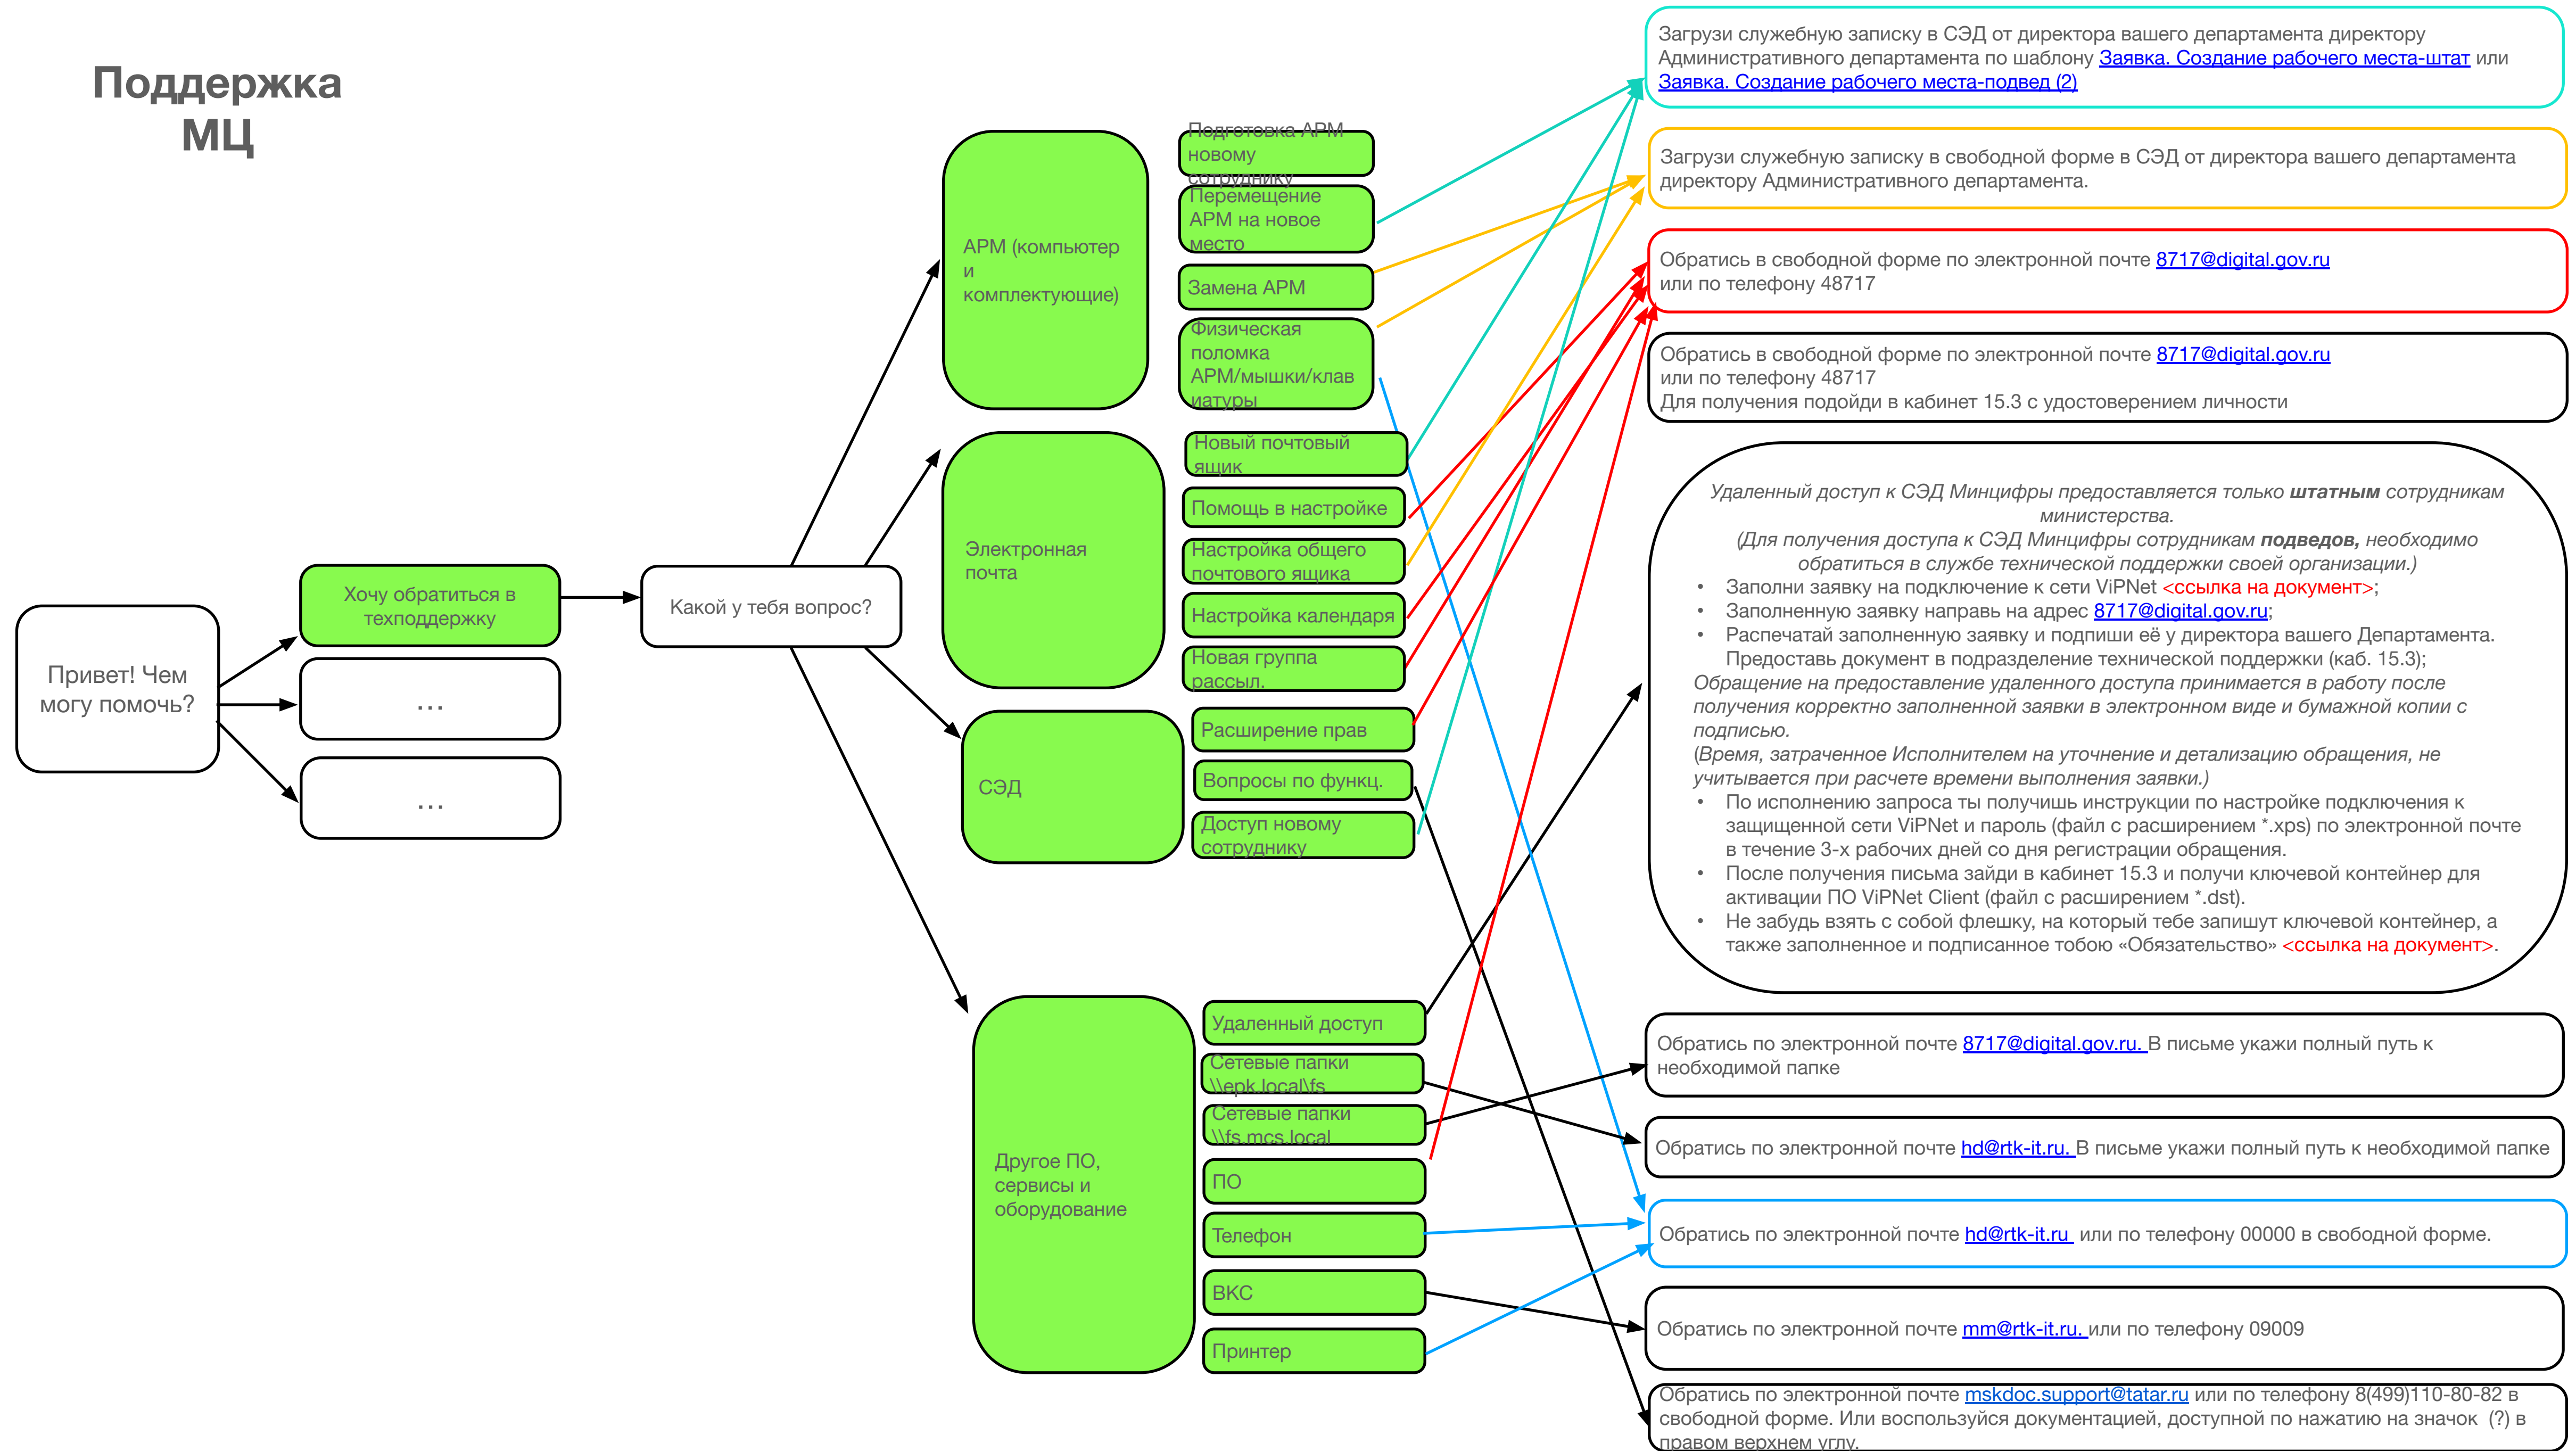 Поддержка
МЦ
Привет! Чем
могу помочь?
Хочу обратиться в
техподдержку
...
...
Какой у тебя вопрос?
АРМ (компьютер
и
комплектующие)
Подготовка АРМ
новому
сотруднику
Перемещение
АРМ на новое
место
Замена АРМ
Физическая
поломка
АРМ/мышки/клав
иатуры
Электронная
почта
Новый почтовый
ящик
Помощь в настройке
Настройка общего
почтового ящика
Настройка календаря
Новая группа
рассыл.
СЭД
Расширение прав
Вопросы по функц.
Доступ новому
сотруднику
Другое ПО,
сервисы и
оборудование
Удаленный доступ
Сетевые папки
\\epk.local\fs
Сетевые папки
\\fs.mcs.local
ПО
Телефон
ВКС
Принтер
Загрузи служебную записку в СЭД от директора вашего департамента директору
Административного департамента по шаблону Заявка. Создание рабочего места-штат или
Заявка. Создание рабочего места-подвед (2)
Загрузи служебную записку в свободной форме в СЭД от директора вашего департамента
директору Административного департамента.
Обратись в свободной форме по электронной почте 8717@digital.gov.ru
или по телефону 48717
Обратись в свободной форме по электронной почте 8717@digital.gov.ru
или по телефону 48717
Для получения подойди в кабинет 15.3 с удостоверением личности
Удаленный доступ к СЭД Минцифры предоставляется только штатным сотрудникам
министерства.
(Для получения доступа к СЭД Минцифры сотрудникам подведов, необходимо
обратиться в службе технической поддержки своей организации.)
• Заполни заявку на подключение к сети ViPNet <ссылка на документ>;
• Заполненную заявку направь на адрес 8717@digital.gov.ru;
• Распечатай заполненную заявку и подпиши её у директора вашего Департамента.
Предоставь документ в подразделение технической поддержки (каб. 15.3);
Обращение на предоставление удаленного доступа принимается в работу после
получения корректно заполненной заявки в электронном виде и бумажной копии с
подписью.
(Время, затраченное Исполнителем на уточнение и детализацию обращения, не
учитывается при расчете времени выполнения заявки.)
• По исполнению запроса ты получишь инструкции по настройке подключения к
защищенной сети ViPNet и пароль (файл с расширением *.xps) по электронной почте
в течение 3-х рабочих дней со дня регистрации обращения.
• После получения письма зайди в кабинет 15.3 и получи ключевой контейнер для
активации ПО ViPNet Client (файл с расширением *.dst).
• Не забудь взять с собой флешку, на который тебе запишут ключевой контейнер, а
также заполненное и подписанное тобою «Обязательство» <ссылка на документ>.
Обратись по электронной почте 8717@digital.gov.ru. В письме укажи полный путь к
необходимой папке
Обратись по электронной почте hd@rtk-it.ru. В письме укажи полный путь к необходимой папке
Обратись по электронной почте hd@rtk-it.ru или по телефону 00000 в свободной форме.
Обратись по электронной почте mm@rtk-it.ru. или по телефону 09009
Обратись по электронной почте mskdoc.support@tatar.ru или по телефону 8(499)110-80-82 в
свободной форме. Или воспользуйся документацией, доступной по нажатию на значок (?) в
правом верхнем углу.